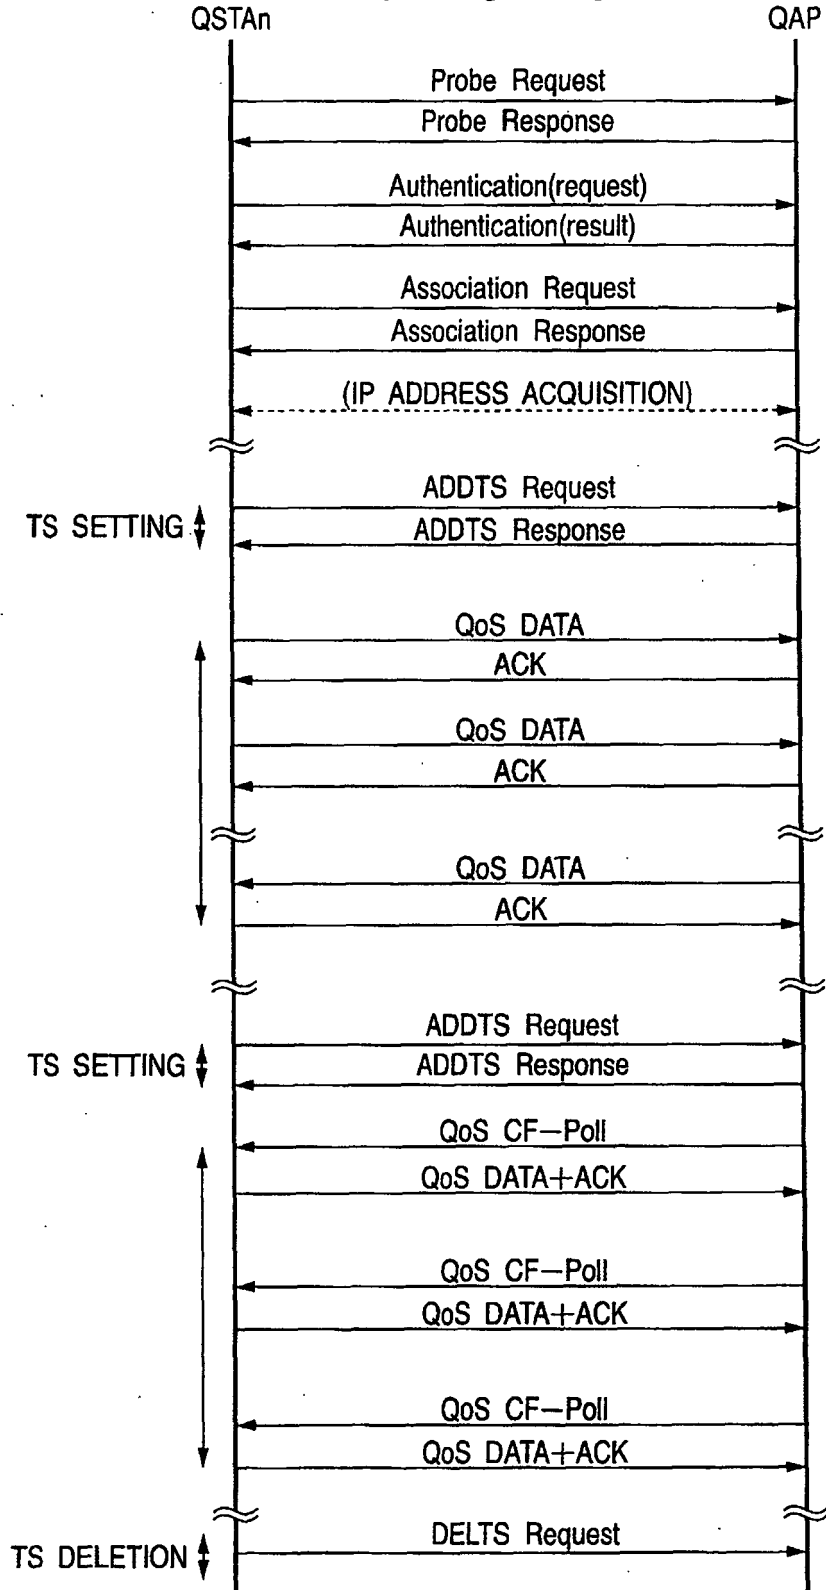 QSTAn QAP
Probe Request
Probe Response
Authentication(request)
Authentication(result)
Association Request
Association Response
(IP ADDRESS ACQUISITION)
ADDTS Request
TS SETTING
ADDTS Response
QoS DATA
ACK
QoS DATA
ACK
QoS DATA
ACK
ADDTS Request
TS SETTING
ADDTS Response
QoS CF-Poll
QoS DATA+ACK
QoS CF-Poll
QoS DATA+ACK
QoS CF-Poll
QoS DATA+ACK
DELTS Request
TS DELETION